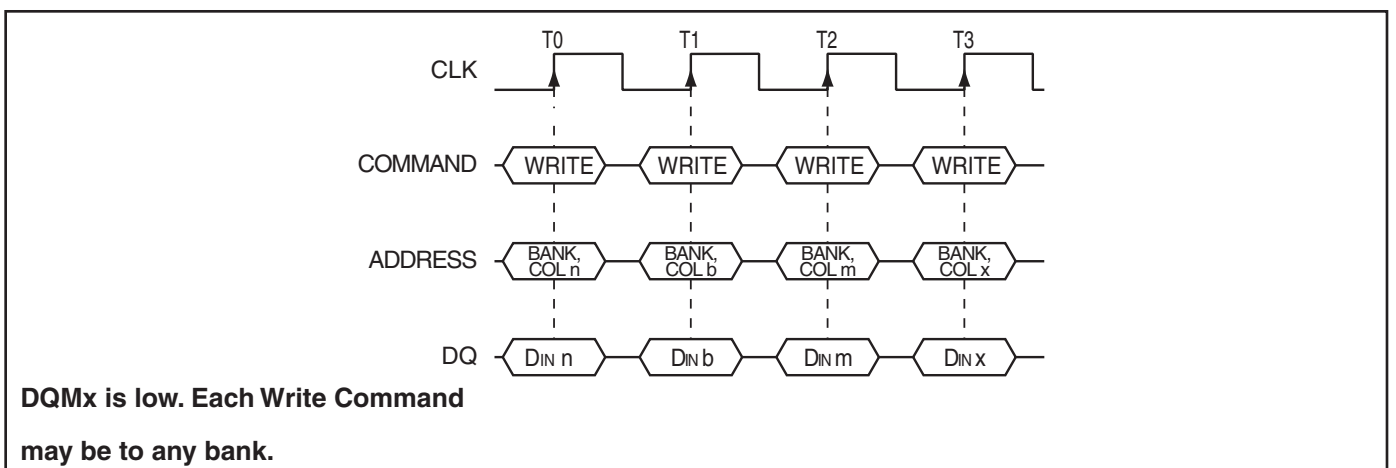 T0 T1 T2 T3
CLK
COMMAND WRITE WRITE WRITE WRITE
ADDRESS BANK, BANK, BANK, BANK,
COL n COL b COL m COL x
DQ DIN n DIN b DIN m DIN x
DQMx is low. Each Write Command
may be to any bank.